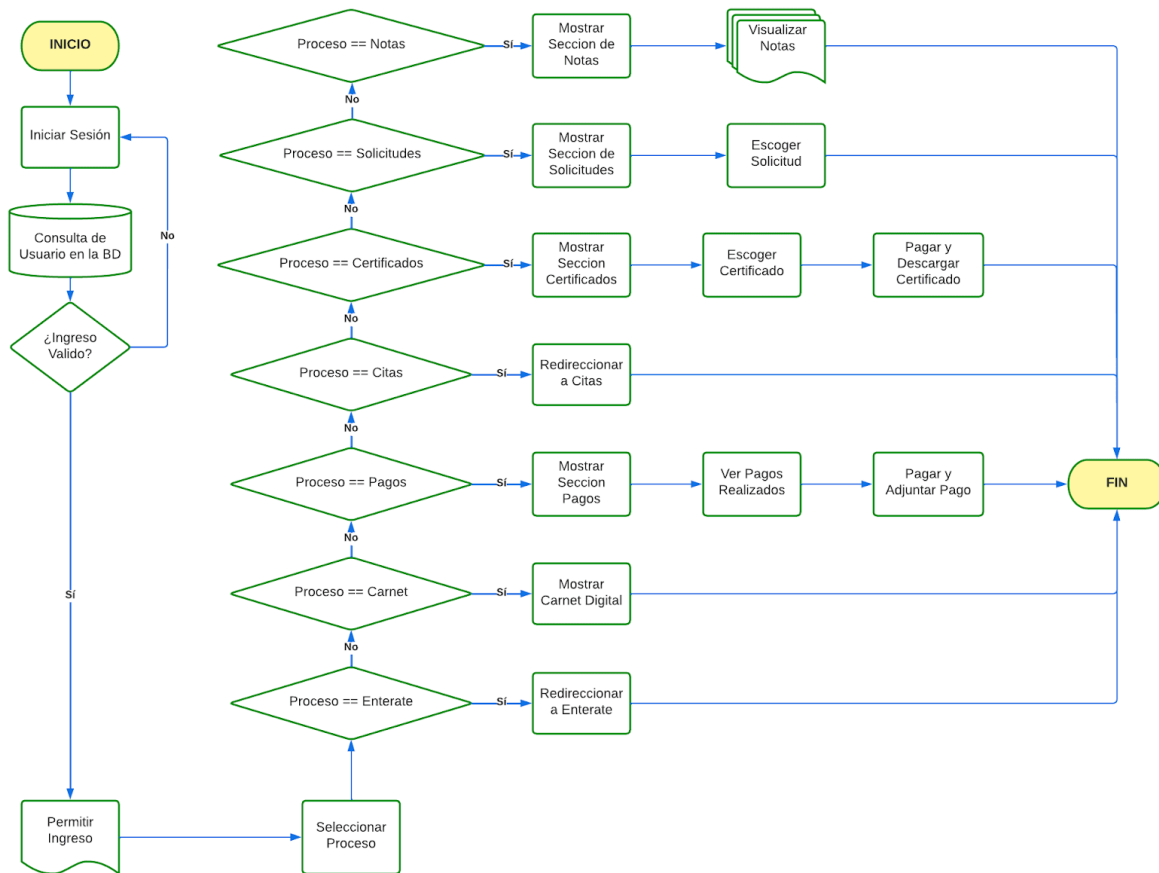 INICIO
Iniciar Sesión
Consulta de
Usuario en la BD
¿Ingreso
Valido?
No
Sí
Permitir
Ingreso
Seleccionar
Proceso
Proceso == Enterate
Sí
Redireccionar
a Enterate
No
Proceso == Carnet
Sí
Mostrar
Carnet Digital
No
Proceso == Pagos
Sí
Mostrar
Seccion
Pagos
Ver Pagos
Realizados
Pagar y
Adjuntar Pago
No
Proceso == Citas
Sí
Redireccionar
a Citas
No
Proceso == Certificados
Sí
Mostrar
Seccion
Certificados
Escoger
Certificado
Pagar y
Descargar
Certificado
No
Proceso == Solicitudes
Sí
Mostrar
Seccion de
Solicitudes
Escoger
Solicitud
No
Proceso == Notas
Sí
Mostrar
Seccion de
Notas
Visualizar
Notas
FIN